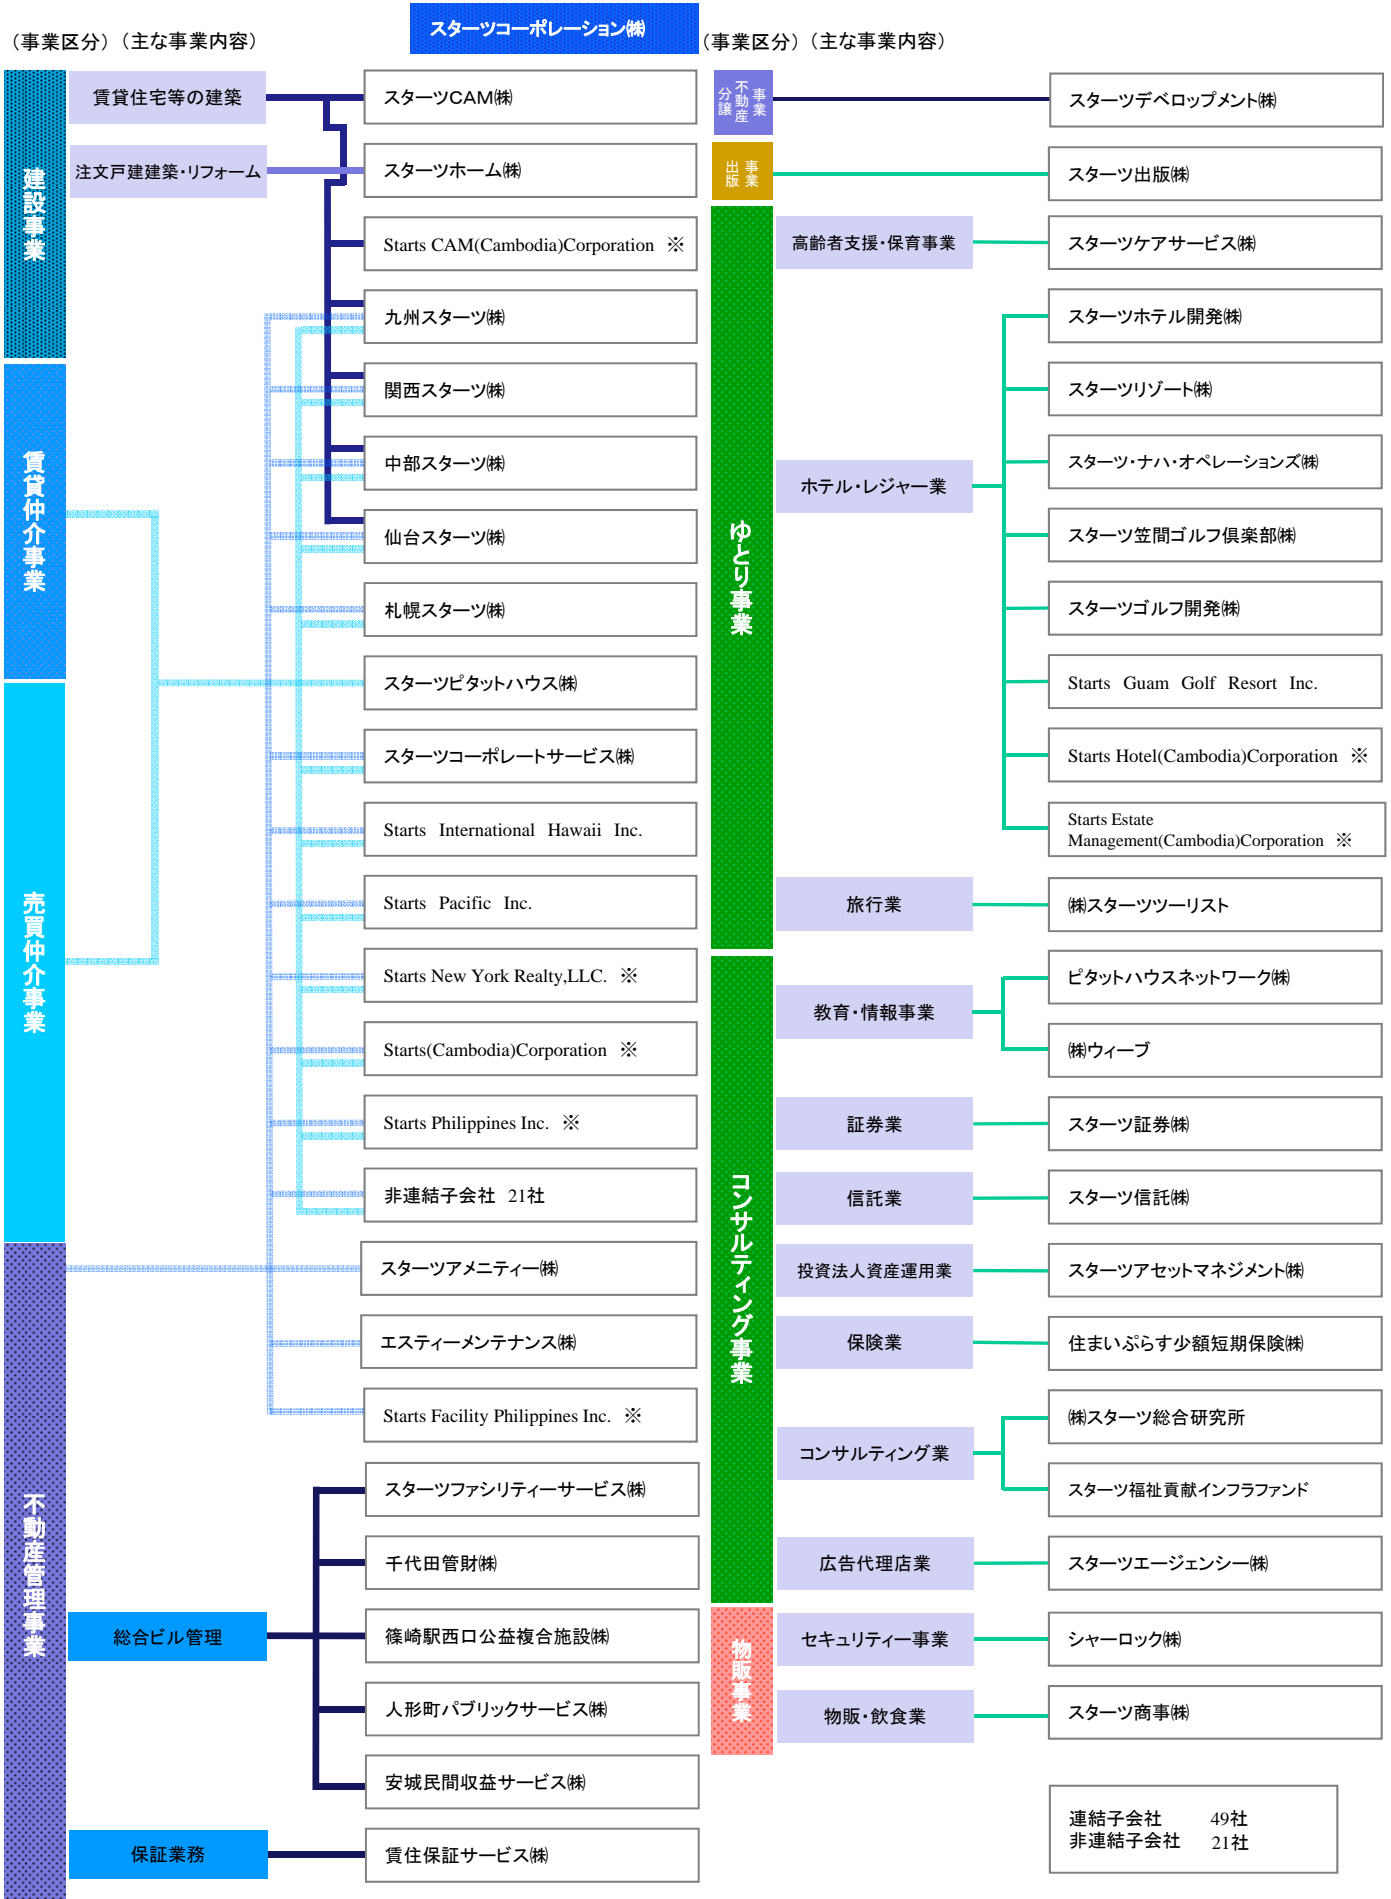 スターツコーポレーション㈱
（事業区分）（主な事業内容）
建設事業
賃貸住宅等の建築
スターツCAM㈱
注文戸建建築・リフォーム
スターツホーム㈱
Starts CAM(Cambodia)Corporation ※
九州スターツ㈱
関西スターツ㈱
中部スターツ㈱
仙台スターツ㈱
札幌スターツ㈱
賃貸仲介事業
スターツピタットハウス㈱
スターツコーポレートサービス㈱
Starts International Hawaii Inc.
Starts Pacific Inc.
売買仲介事業
Starts New York Realty,LLC. ※
Starts(Cambodia)Corporation ※
Starts Philippines Inc. ※
非連結子会社 21社
不動産管理事業
スターツアメニティー㈱
エスティーメンテナンス㈱
Starts Facility Philippines Inc. ※
総合ビル管理
スターツファシリティーサービス㈱
千代田管財㈱
篠崎駅西口公益複合施設㈱
人形町パブリックサービス㈱
安城民間収益サービス㈱
保証業務
賃住保証サービス㈱
（事業区分）（主な事業内容）
分譲
不動産
事業
スターツデベロップメント㈱
出版
事業
スターツ出版㈱
ゆとり事業
高齢者支援・保育事業
スターツケアサービス㈱
ホテル・レジャー業
スターツホテル開発㈱
スターツリゾート㈱
スターツ・ナハ・オペレーションズ㈱
スターツ笠間ゴルフ倶楽部㈱
スターツゴルフ開発㈱
Starts Guam Golf Resort Inc.
Starts Hotel(Cambodia)Corporation ※
Starts Estate
Management(Cambodia)Corporation ※
旅行業
㈱スターツツーリスト
コンサルティング事業
教育・情報事業
ピタットハウスネットワーク㈱
㈱ウィーブ
証券業
スターツ証券㈱
信託業
スターツ信託㈱
投資法人資産運用業
スターツアセットマネジメント㈱
保険業
住まいぷらす少額短期保険㈱
コンサルティング業
㈱スターツ総合研究所
スターツ福祉貢献インフラファンド
広告代理店業
スターツエージェンシー㈱
物販事業
セキュリティー事業
シャーロック㈱
物販・飲食業
スターツ商事㈱
連結子会社 49社
非連結子会社 21社